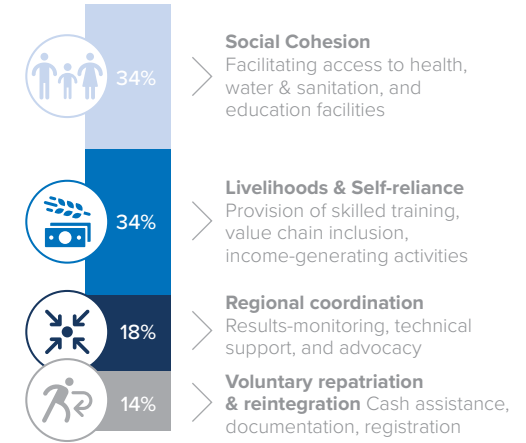 34%
Social Cohesion
Facilitating access to health,
water & sanitation, and
education facilities
34%
Livelihoods & Self-reliance
Provision of skilled training,
value chain inclusion,
income-generating activities
18%
Regional coordination
Results-monitoring, technical
support, and advocacy
14%
Voluntary repatriation
& reintegration Cash assistance,
documentation, registration